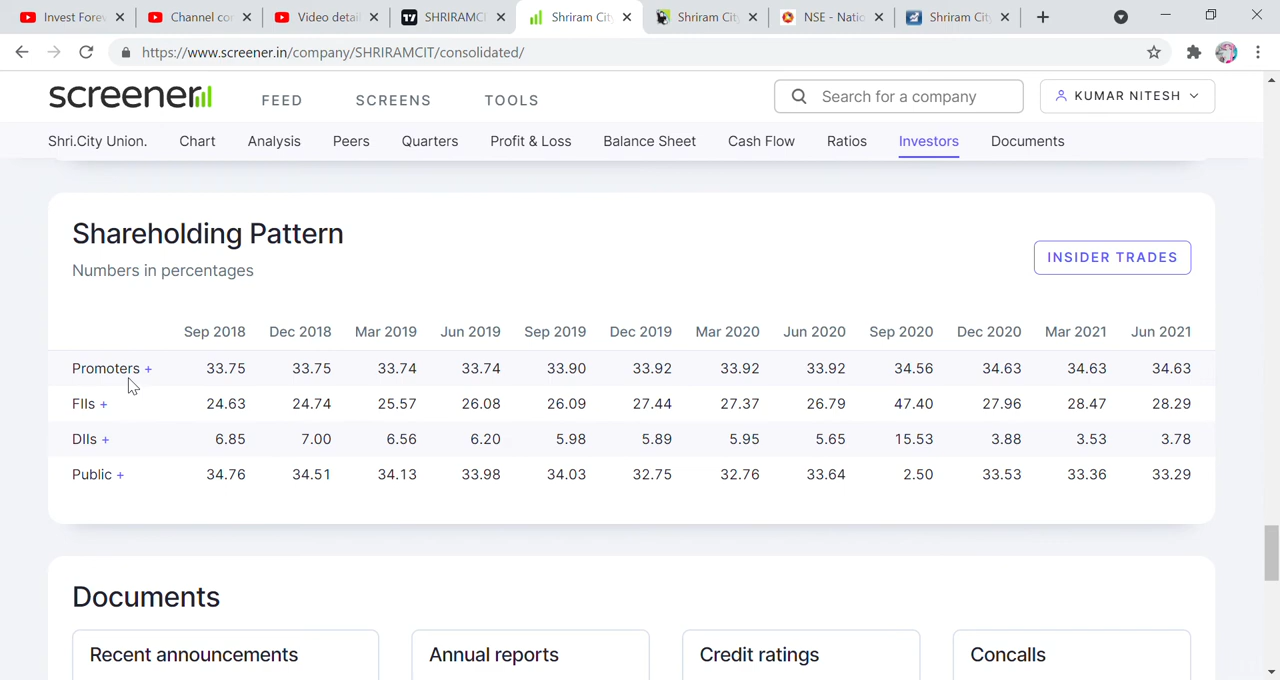 Invest Forev
Channel co
Video detail
SHRIRAMC
Shriram City
Shriram City
NSE - Natio
Shriram City
https://www.screener.in/company/SHRIRAMCIT/consolidated/
screener
FEED
SCREENS
TOOLS
Search for a company
KUMAR NITESH
Shri.City Union.
Chart
Analysis
Peers
Quarters
Profit & Loss
Balance Sheet
Cash Flow
Ratios
Investors
Documents
Shareholding Pattern
Numbers in percentages
INSIDER TRADES
Sep 2018 Dec 2018 Mar 2019 Jun 2019 Sep 2019 Dec 2019 Mar 2020 Jun 2020 Sep 2020 Dec 2020 Mar 2021 Jun 2021
Promoters + 33.75 33.75 33.74 33.74 33.90 33.92 33.92 33.92 34.56 34.63 34.63 34.63
FIIs + 24.63 24.74 25.57 26.08 26.09 27.44 27.37 26.79 47.40 27.96 28.47 28.29
DIIs + 6.85 7.00 6.56 6.20 5.98 5.89 5.95 5.65 15.53 3.88 3.53 3.78
Public + 34.76 34.51 34.13 33.98 34.03 32.75 32.76 33.64 2.50 33.53 33.36 33.29
Documents
Recent announcements
Annual reports
Credit ratings
Concalls